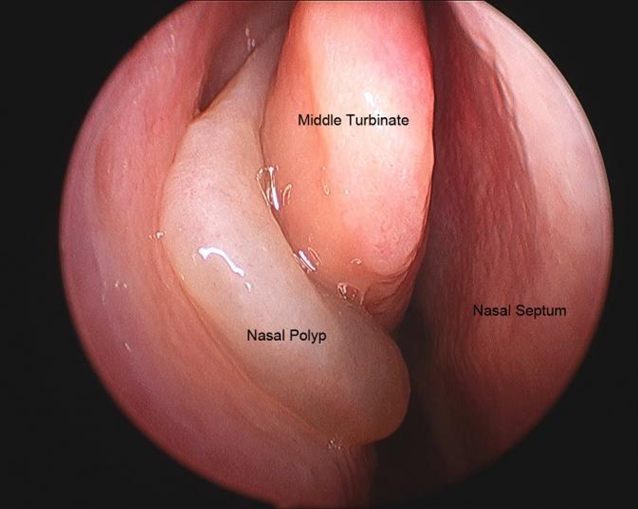 Middle Turbinate
Nasal Septum
Nasal Polyp